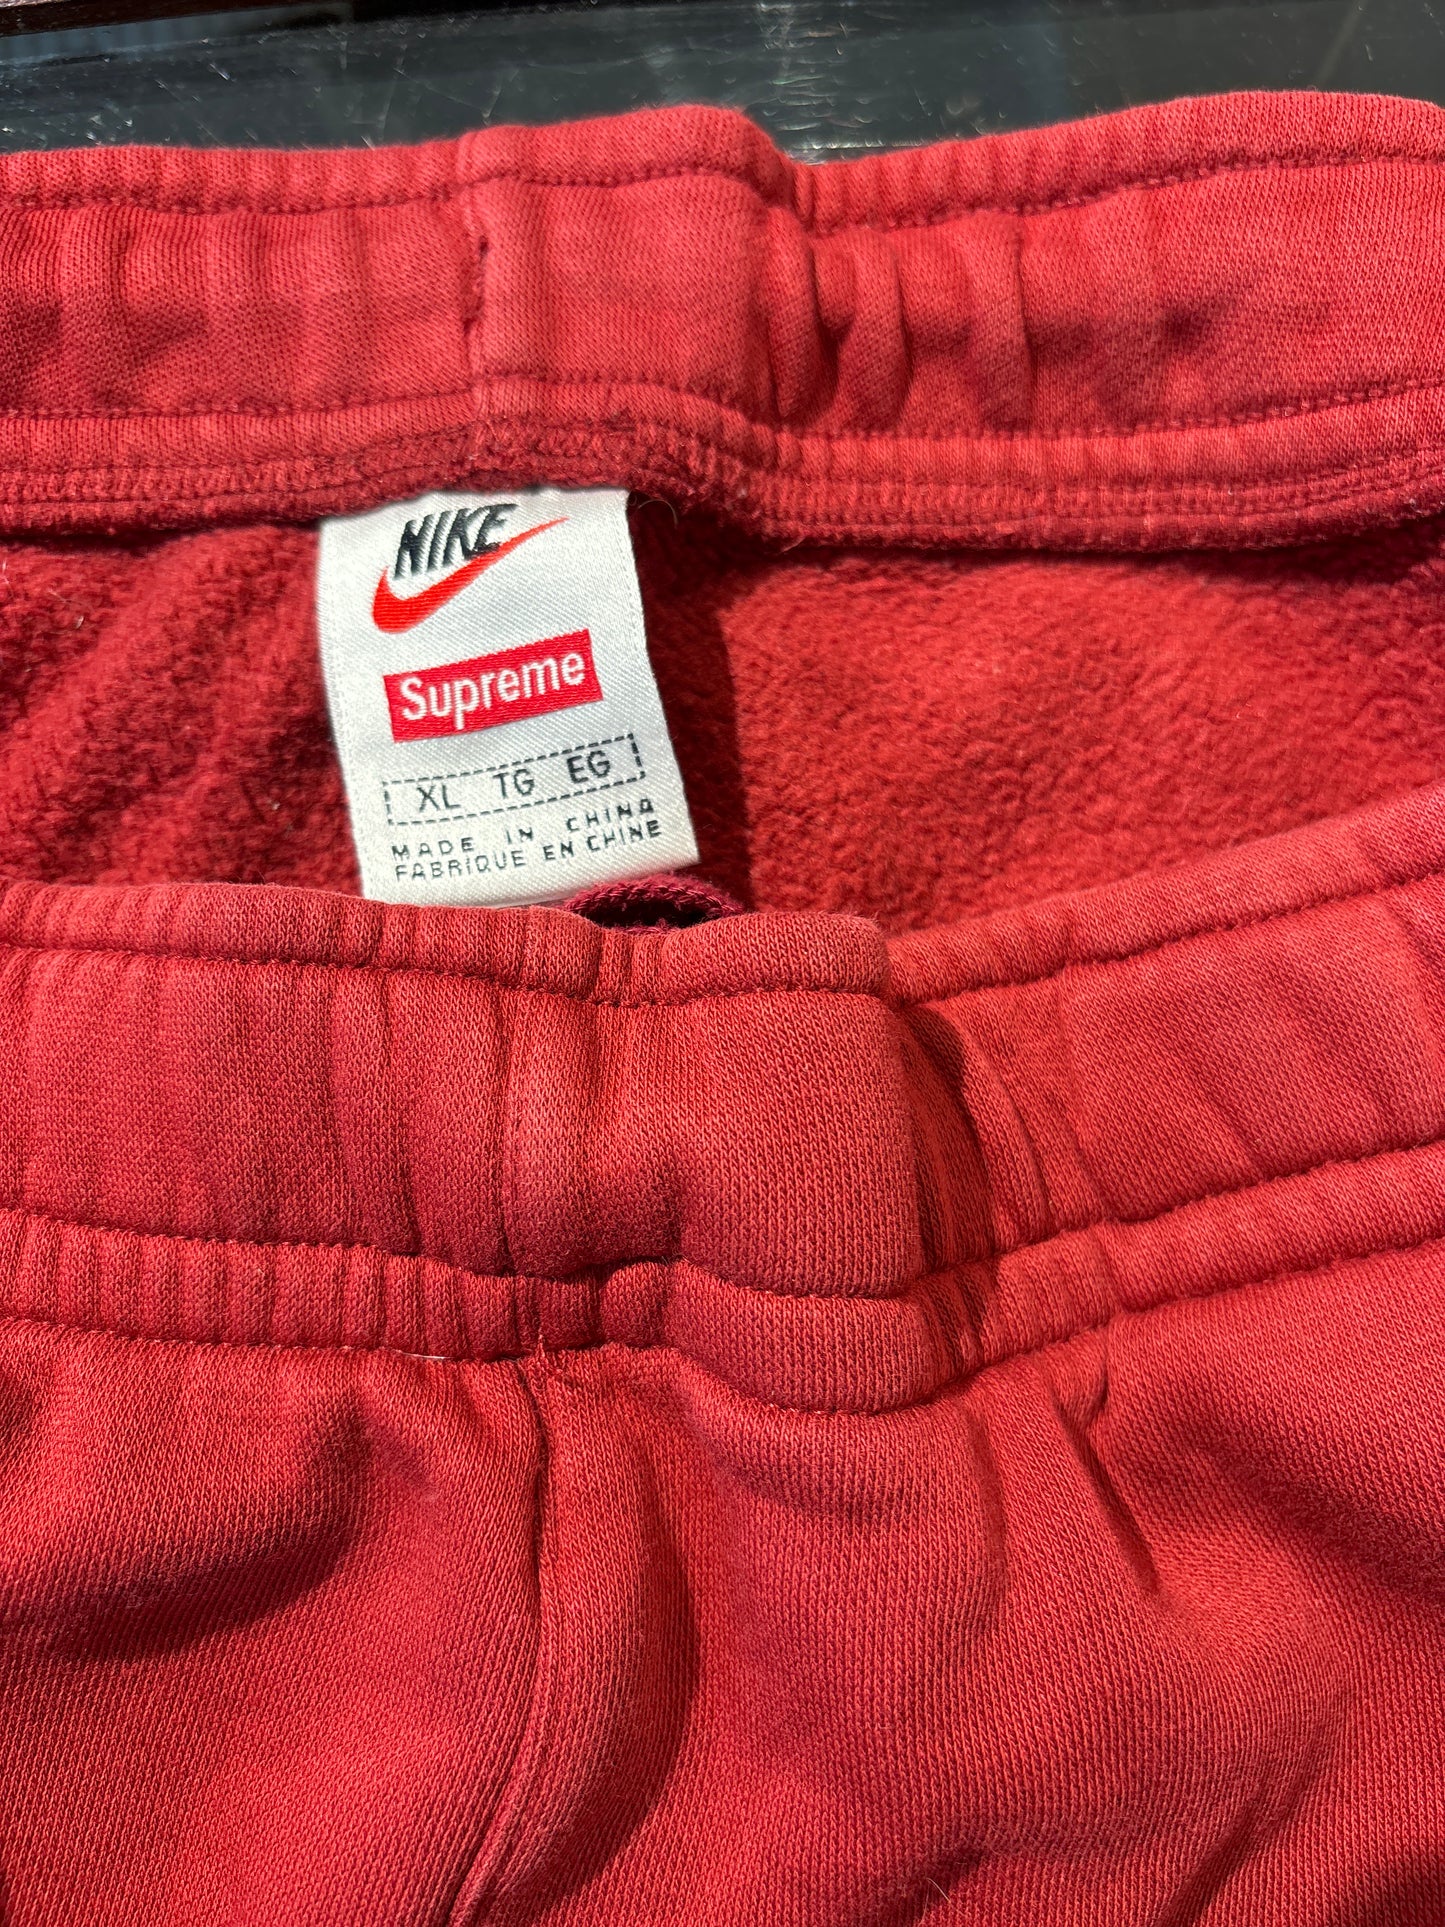 NIKE
Supreme
XL TG EG
MADE IN CHINA
FABRIQUE EN CHINE